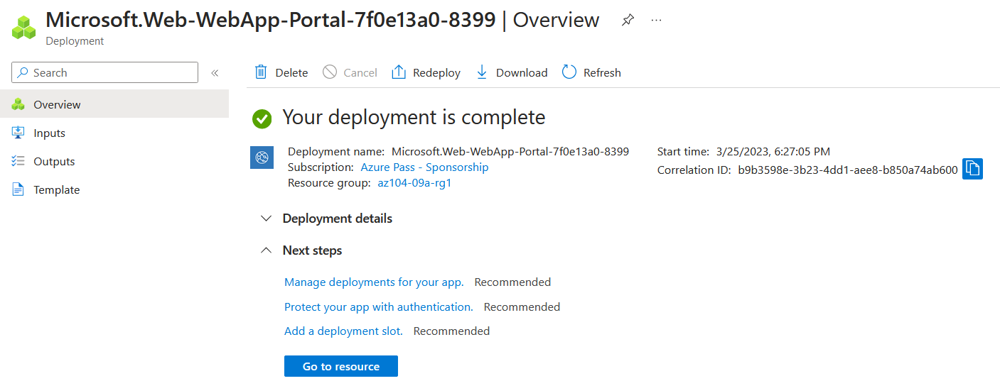 Microsoft.Web-WebApp-Portal-7f0e13a0-8399 | Overview
Deployment
Search
Delete Cancel Redeploy Download Refresh
Overview
Inputs
Outputs
Template
Your deployment is complete
Deployment name: Microsoft.Web-WebApp-Portal-7f0e13a0-8399
Subscription: Azure Pass - Sponsorship
Resource group: az104-09a-rg1
Start time: 3/25/2023, 6:27:05 PM
Correlation ID: b9b3598e-3b23-4dd1-aee8-b850a74ab600
Deployment details
Next steps
Manage deployments for your app. Recommended
Protect your app with authentication. Recommended
Add a deployment slot. Recommended
Go to resource